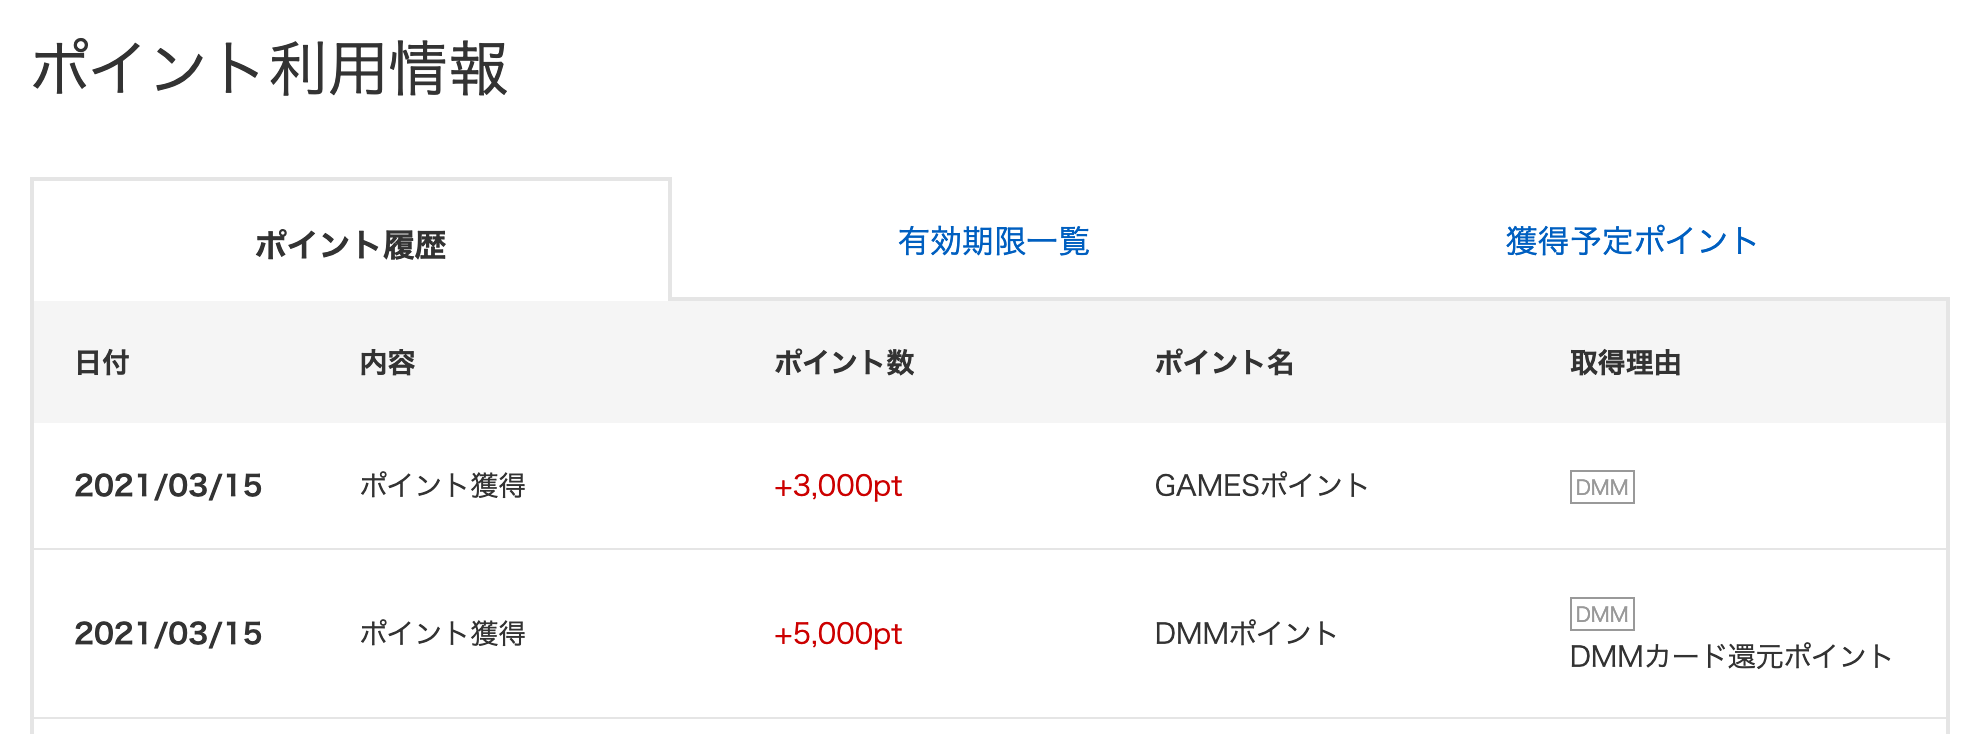 ポイント利用情報
ポイント履歴 有効期限一覧 獲得予定ポイント
日付 内容 ポイント数 ポイント名 取得理由
2021/03/15 ポイント獲得 +3,000pt GAMESポイント DMM
2021/03/15 ポイント獲得 +5,000pt DMMポイント DMM
DMMカード還元ポイント